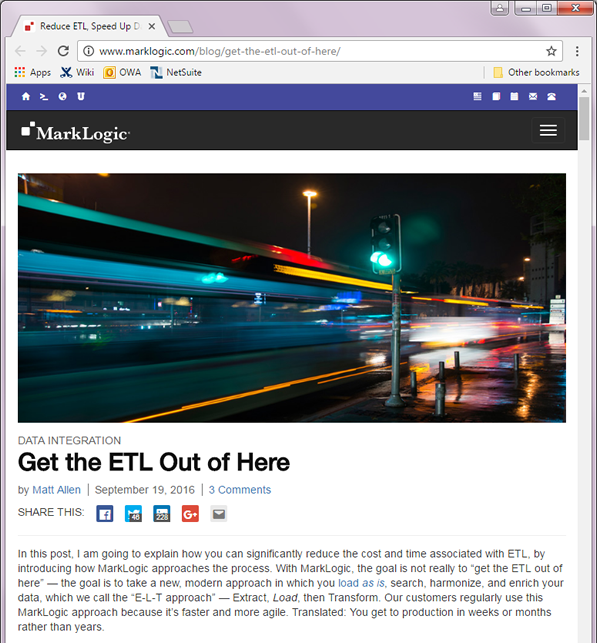 Reduce ETL, Speed Up D
www.marklogic.com/blog/get-the-etl-out-of-here/
Apps Wiki OWA NetSuite Other bookmarks
MarkLogic
DATA INTEGRATION
Get the ETL Out of Here
by Matt Allen | September 19, 2016 | 3 Comments
SHARE THIS: 46 228 G+
In this post, I am going to explain how you can significantly reduce the cost and time associated with ETL, by
introducing how MarkLogic approaches the process. With MarkLogic, the goal is not really to “get the ETL out of
here” — the goal is to take a new, modern approach in which you load as is, search, harmonize, and enrich your
data, which we call the “E-L-T approach” — Extract, Load, then Transform. Our customers regularly use this
MarkLogic approach because it’s faster and more agile. Translated: You get to production in weeks or months
rather than years.